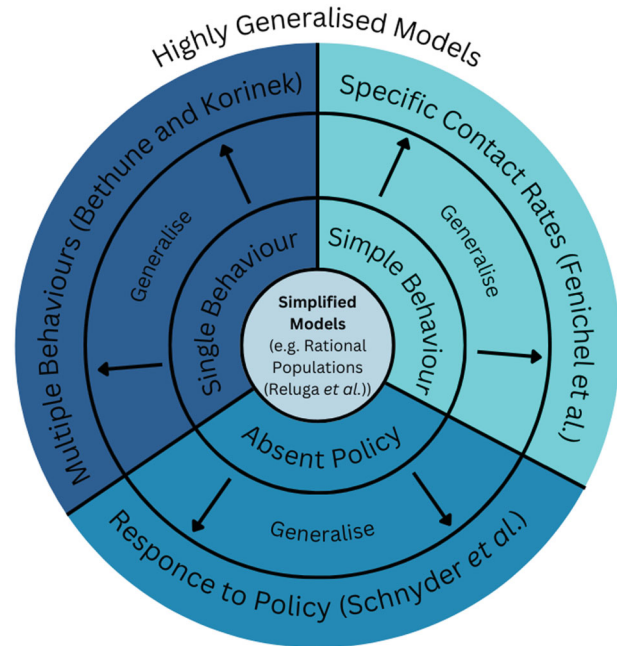 Highly Generalised Models
Multiple Behaviours (Bethune and Korinek)
Specific Contact Rates (Fenichel et al.)
Generalise
Generalise
Single Behaviour
Simple Behaviour
Simplified
Models
(e.g. Rational
Populations
(Reluga et al.))
Absent Policy
Generalise
Responce to Policy (Schnyder et al.)